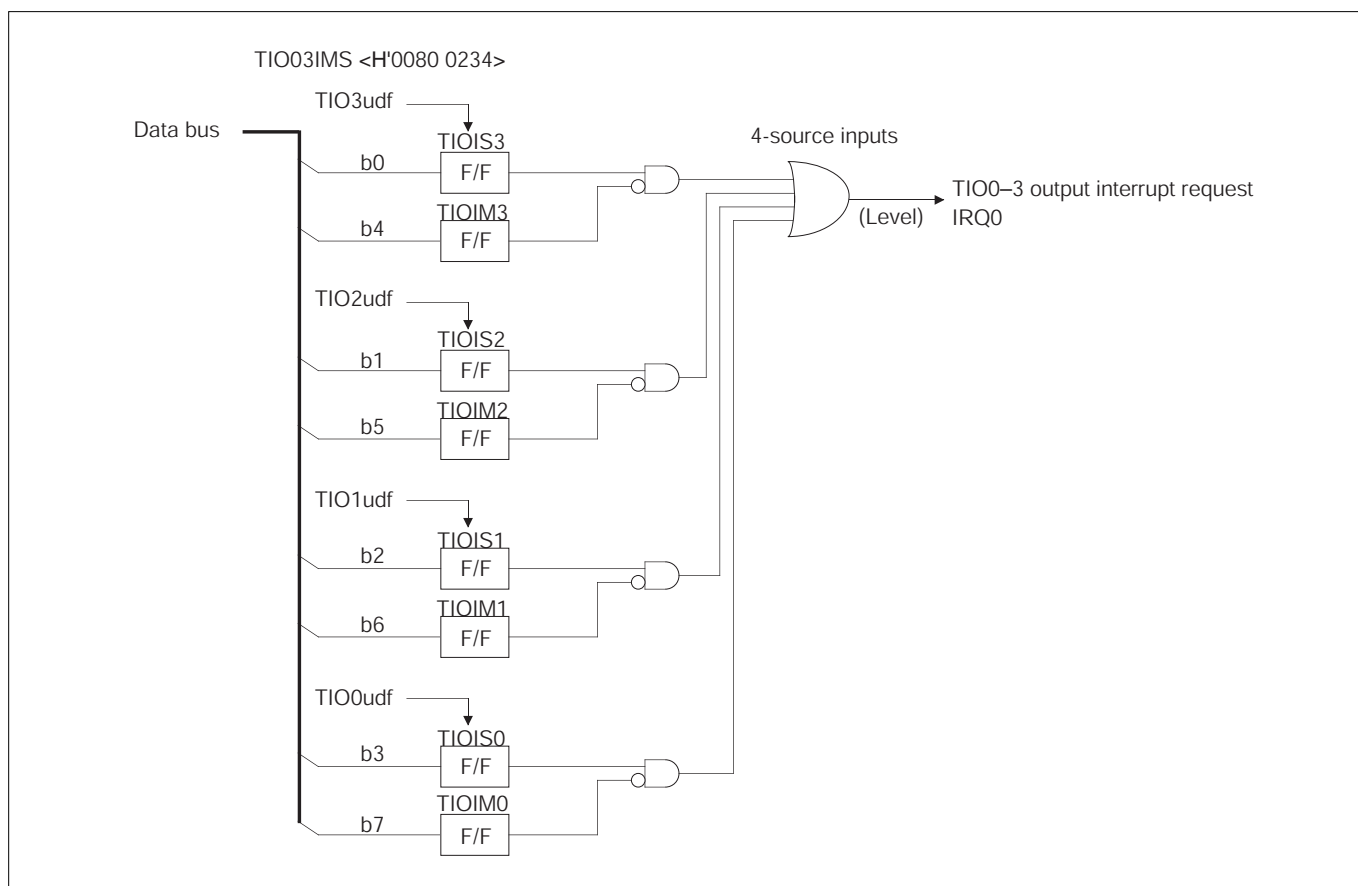 TIO03IMS <H'0080 0234>
TIO3udf
Data bus
TIOIS3
4-source inputs
b0
F/F
TIO0–3 output interrupt request
(Level)
IRQ0
TIOIM3
b4
F/F
TIO2udf
TIOIS2
b1
F/F
TIOIM2
b5
F/F
TIO1udf
TIOIS1
b2
F/F
TIOIM1
b6
F/F
TIO0udf
TIOIS0
b3
F/F
TIOIM0
b7
F/F